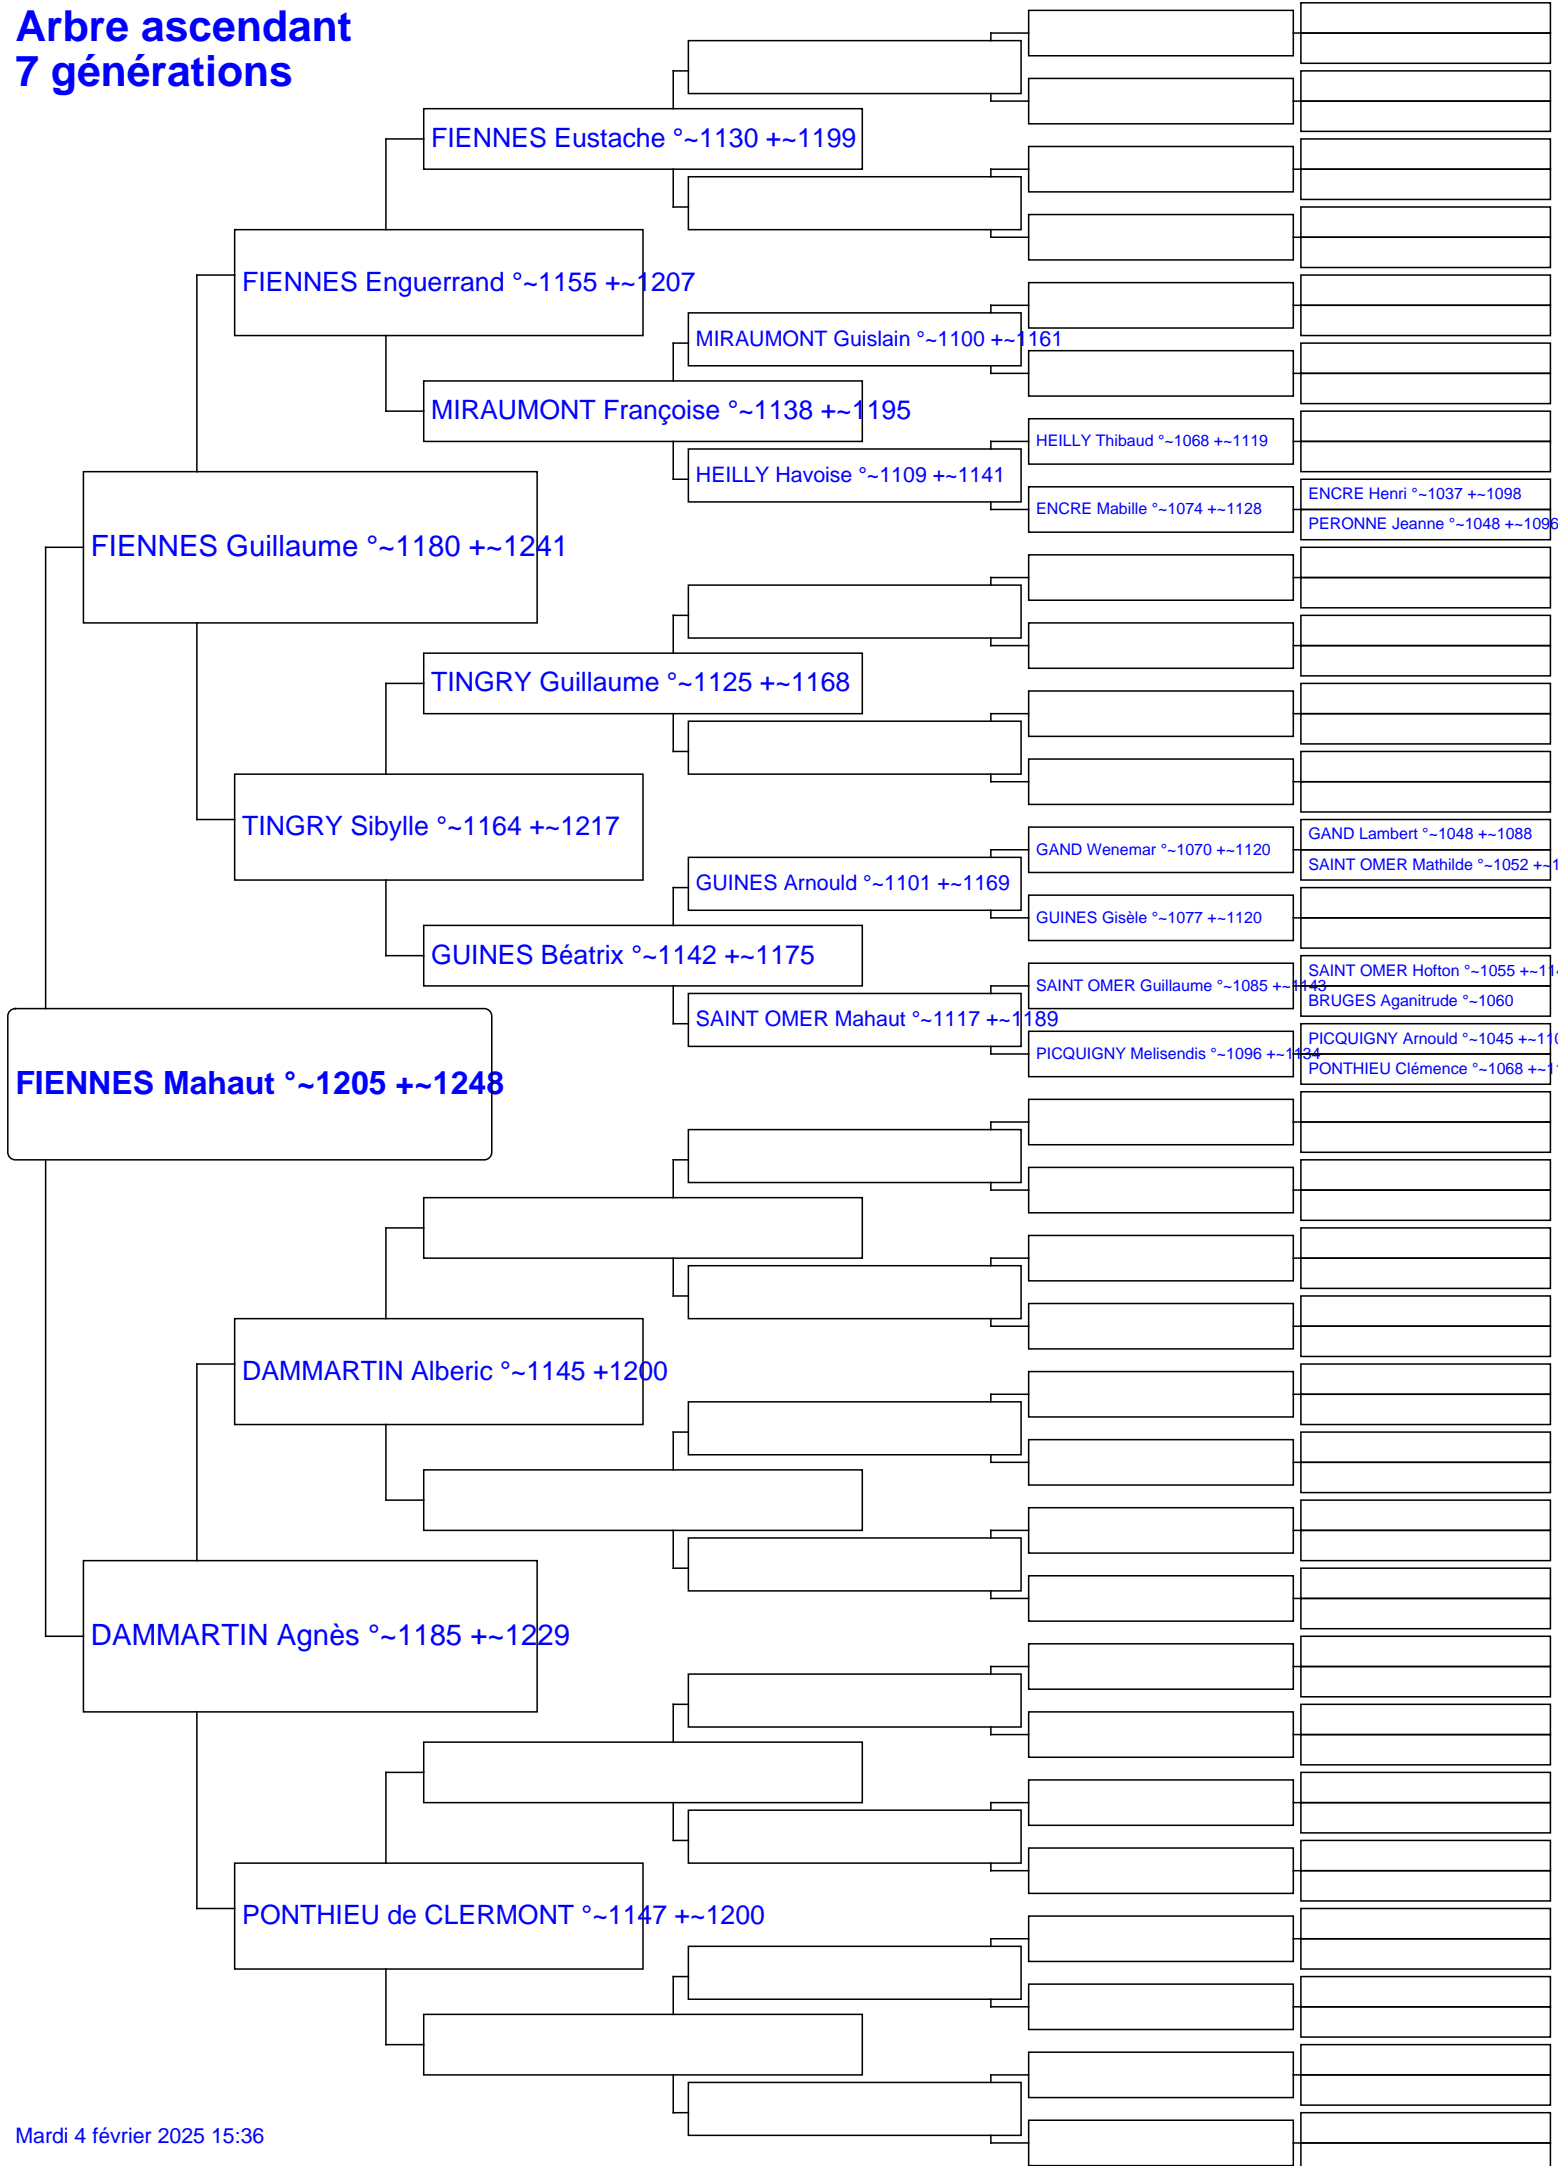 Arbre ascendant
7 générations
FIENNES Eustache °~1130 +~1199
FIENNES Enguerrand °~1155 +~1207
MIRAUMONT Guislain °~1100 +~1161
MIRAUMONT Françoise °~1138 +~1195
HEILLY Thibaud °~1068 +~1119
HEILLY Havoise °~1109 +~1141
ENCRE Henri °~1037 +~1098
ENCRE Mabille °~1074 +~1128
PERONNE Jeanne °~1048 +~1096
FIENNES Guillaume °~1180 +~1241
TINGRY Guillaume °~1125 +~1168
TINGRY Sibylle °~1164 +~1217
GAND Lambert °~1048 +~1088
GAND Wenemar °~1070 +~1120
SAINT OMER Mathilde °~1052 +~1
GUINES Arnould °~1101 +~1169
GUINES Gisèle °~1077 +~1120
GUINES Béatrix °~1142 +~1175
SAINT OMER Hofton °~1055 +~11
SAINT OMER Guillaume °~1085 +~1143
BRUGES Aganitrude °~1060
SAINT OMER Mahaut °~1117 +~1189
PICQUIGNY Arnould °~1045 +~110
PICQUIGNY Melisendis °~1096 +~1134
PONTHIEU Clémence °~1068 +~1
FIENNES Mahaut °~1205 +~1248
DAMMARTIN Alberic °~1145 +1200
DAMMARTIN Agnès °~1185 +~1229
PONTHIEU de CLERMONT °~1147 +~1200
Mardi 4 février 2025 15:36